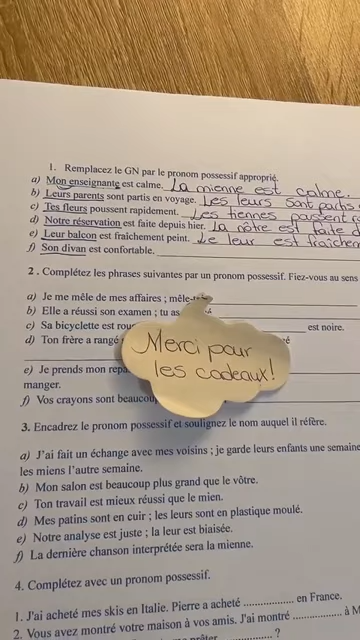 1. Remplacez le GN par le pronom possessif approprié.
a) Mon enseignante est calme. La mienne est calme.
b) Leurs parents sont partis en voyage. Les leurs sont partis
c) Tes fleurs poussent rapidement. Les tiennes poussent
d) Notre réservation est faite depuis hier. La nôtre est faite
e) Leur balcon est fraîchement peint. Le leur est
f) Son divan est confortable.
2. Complétez les phrases suivantes par un pronom possessif. Fiez-vous au sens
a) Je me mêle de mes affaires ;
b) Elle a réussi son examen ; tu as
c) Sa bicyclette est est noire.
d) Ton frère a rangé
Merci pour
les cadeaux!
e) Je prends mon
manger.
f) Vos crayons sont
3. Encadrez le pronom possessif et soulignez le nom auquel il réfère.
a) J'ai fait un échange avec mes voisins ; je garde leurs enfants une semaine
les miens l'autre semaine.
b) Mon salon est beaucoup plus grand que le vôtre.
c) Ton travail est mieux réussi que le mien.
d) Mes patins sont en cuir ; les leurs sont en plastique moulé.
e) Notre analyse est juste ; la leur est biaisée.
f) La dernière chanson interprétée sera la mienne.
4. Complétez avec un pronom possessif.
1. J'ai acheté mes skis en Italie. Pierre a acheté .................. en France.
2. Vous avez montré votre maison à vos amis. J'ai montré .................. à
prêter .................. ?